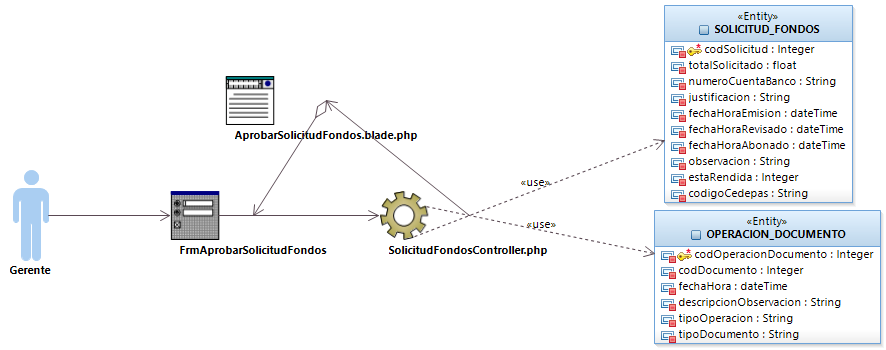 «Entity»
SOLICITUD_FONDOS
codSolicitud : Integer
totalSolicitado : float
numeroCuentaBanco : String
justificacion : String
fechaHoraEmision : dateTime
fechaHoraRevisado : dateTime
fechaHoraAbonado : dateTime
observacion : String
estaRendida : Integer
codigoCedepas : String
AprobarSolicitudFondos.blade.php
«use»
«use»
Gerente
FrmAprobarSolicitudFondos
SolicitudFondosController.php
«Entity»
OPERACION_DOCUMENTO
codOperacionDocumento : Integer
codDocumento : Integer
fechaHora : dateTime
descripcionObservacion : String
tipoOperacion : String
tipoDocumento : String